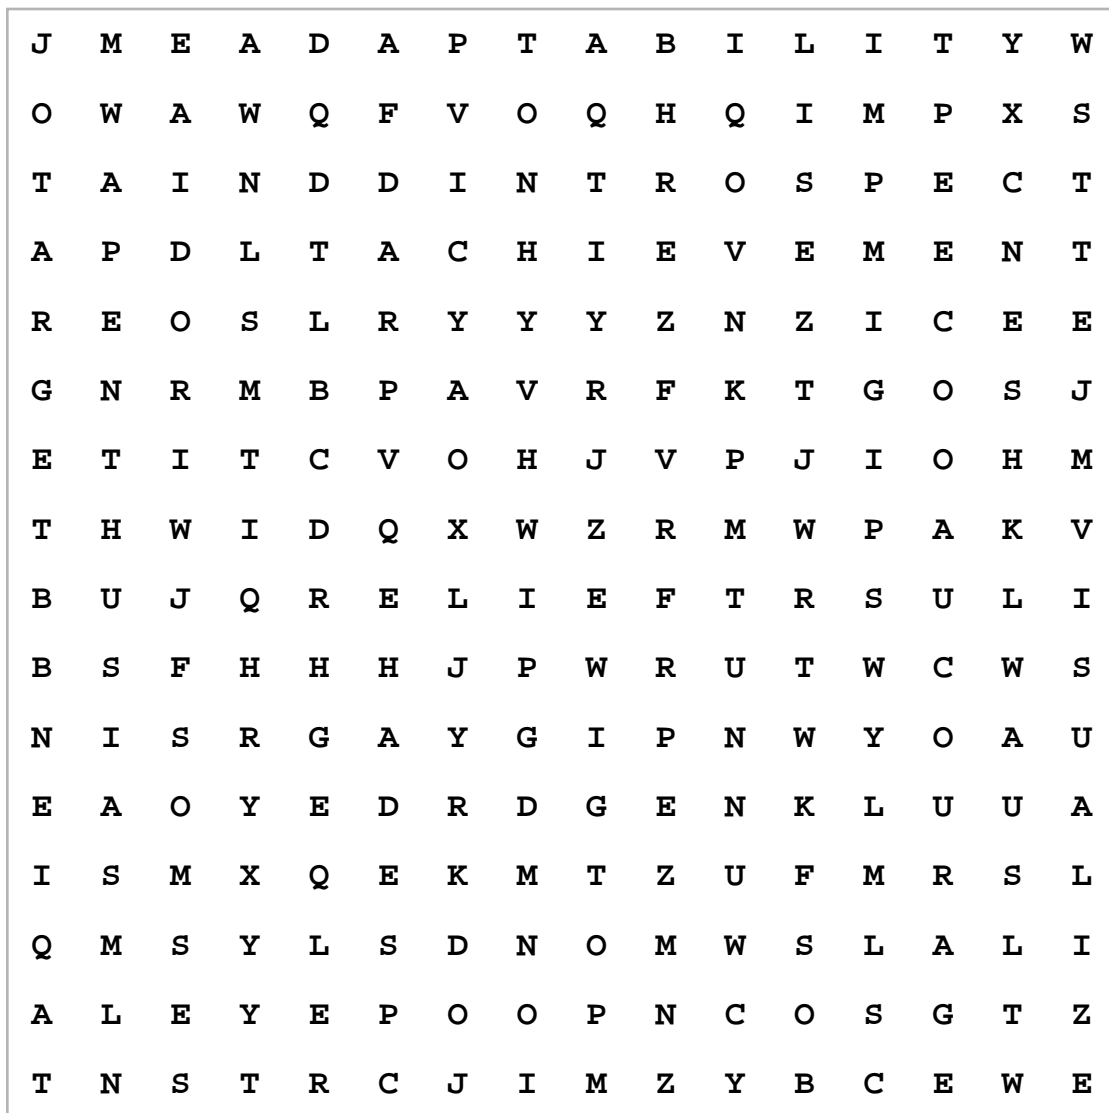 J M E A D A P T A B I L I T Y W
O W A W Q F V O Q H Q I M P X S
T A I N D D I N T R O S P E C T
A P D L T A C H I E V E M E N T
R E O S L R Y Y Y Z N Z I C E E
G N R M B P A V R F K T G O S J
E T I T C V O H J V P J I O H M
T H W I D Q X W Z R M W P A K V
B U J Q R E L I E F T R S U L I
B S F H H H J P W R U T W C W S
N I S R G A Y G I P N W Y O A U
E A O Y E D R D G E N K L U U A
I S M X Q E K M T Z U F M R S L
Q M S Y L S D N O M W S L A L I
A L E Y E P O O P N C O S G T Z
T N S T R C J I M Z Y B C E W E